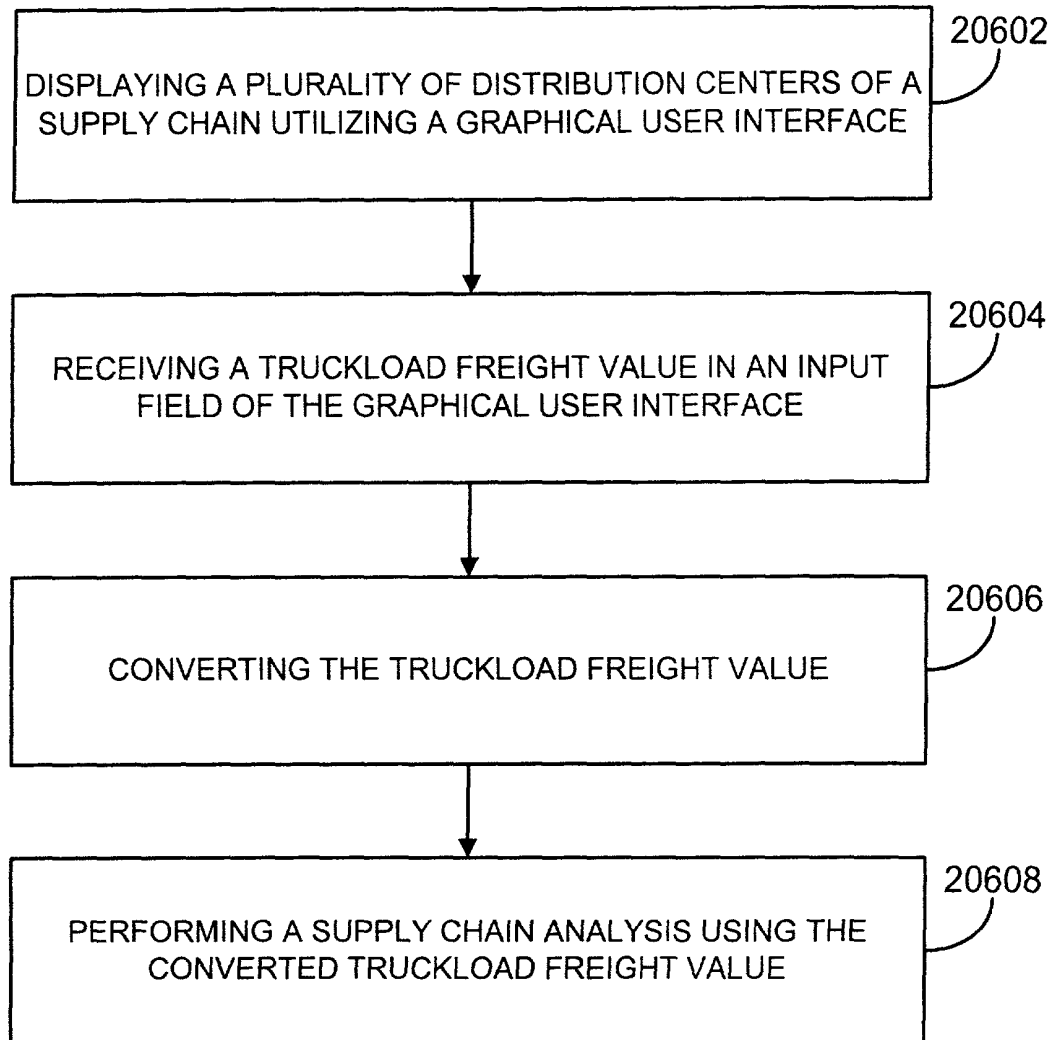 20602
DISPLAYING A PLURALITY OF DISTRIBUTION CENTERS OF A
SUPPLY CHAIN UTILIZING A GRAPHICAL USER INTERFACE
20604
RECEIVING A TRUCKLOAD FREIGHT VALUE IN AN INPUT
FIELD OF THE GRAPHICAL USER INTERFACE
20606
CONVERTING THE TRUCKLOAD FREIGHT VALUE
20608
PERFORMING A SUPPLY CHAIN ANALYSIS USING THE
CONVERTED TRUCKLOAD FREIGHT VALUE